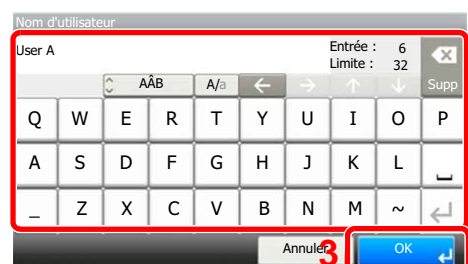 Nom d'utilisateur
User A
Entrée : 6
Limite : 32
Supp
AÂB A/a ← → ↑ ↓
Q W E R T Y U I O P
A S D F G H J K L
_ Z X C V B N M ~
Annuler 3 OK